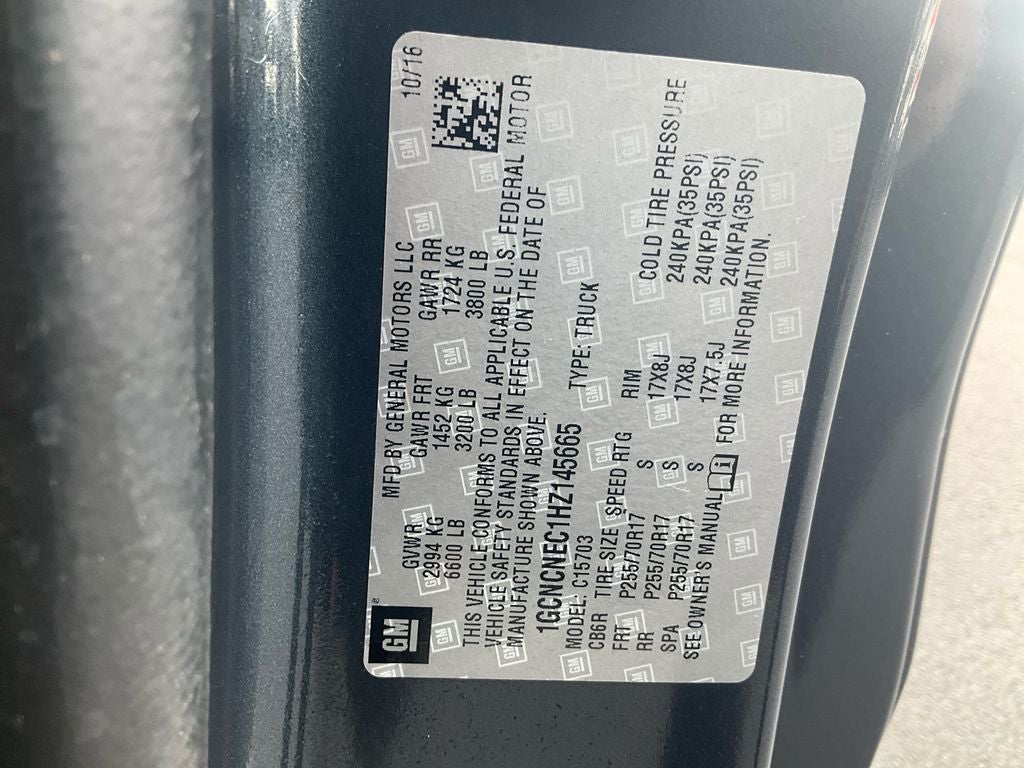 GM
MFD BY GENERAL MOTORS LLC 10/16
GVWR GAWR FRT GAWR RR
2994 KG 1452 KG 1724 KG
6600 LB 3200 LB 3800 LB
THIS VEHICLE CONFORMS TO ALL APPLICABLE U.S. FEDERAL MOTOR
VEHICLE SAFETY STANDARDS IN EFFECT ON THE DATE OF
MANUFACTURE SHOWN ABOVE.
1GCNCNEC1HZ145665 TYPE: TRUCK
MODEL: C15703
CB6R TIRE-SIZE SPEED RTG RIM COLD TIRE PRESSURE
FRT P255/70R17 S 17X8J 240KPA(35PSI)
RR P255/70R17 S 17X8J 240KPA(35PSI)
SPA P255/70R17 S 17X7.5J 240KPA(35PSI)
SEE OWNER'S MANUAL i FOR MORE INFORMATION.